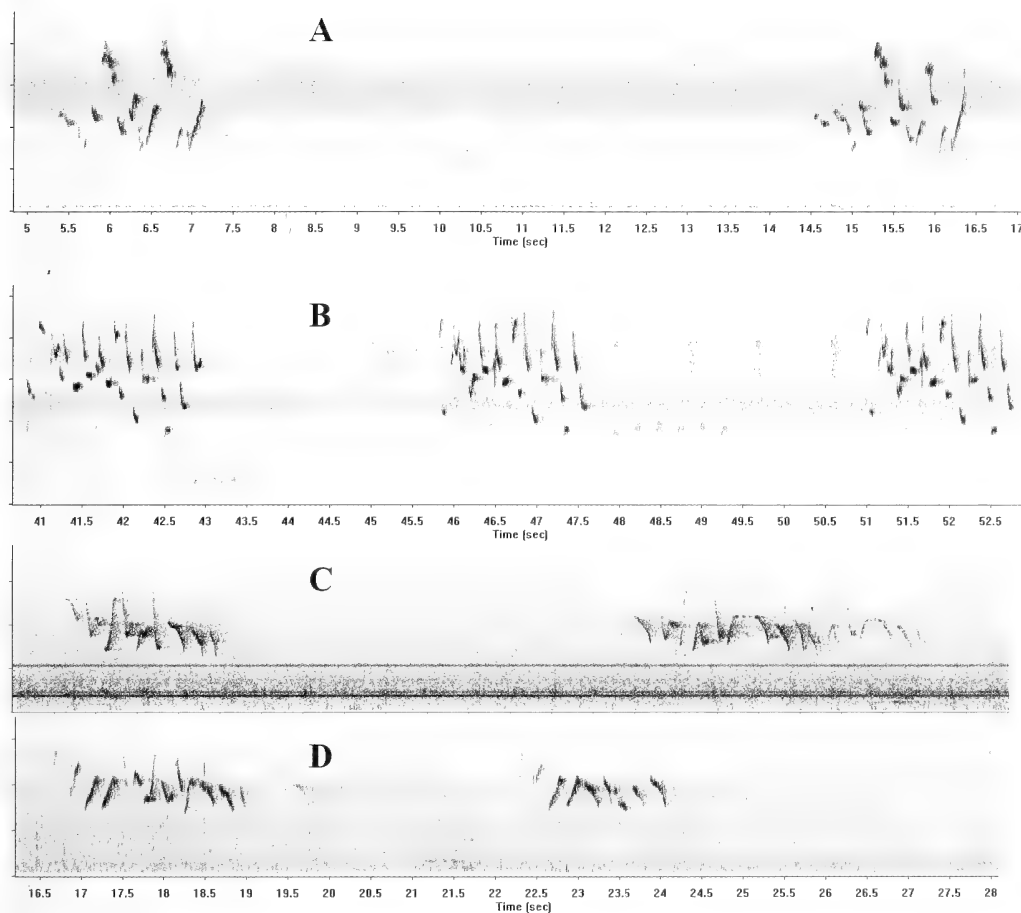 A
5 5.5 6 6.5 7 7.5 8 8.5 9 9.5 10 10.5 11 11.5 12 12.5 13 13.5 14 14.5 15 15.5 16 16.5 17
Time (sec)
B
41 41.5 42 42.5 43 43.5 44 44.5 45 45.5 46 46.5 47 47.5 48 48.5 49 49.5 50 50.5 51 51.5 52 52.5
Time (sec)
C
D
16.5 17 17.5 18 18.5 19 19.5 20 20.5 21 21.5 22 22.5 23 23.5 24 24.5 25 25.5 26 26.5 27 27.5 28
Time (sec)